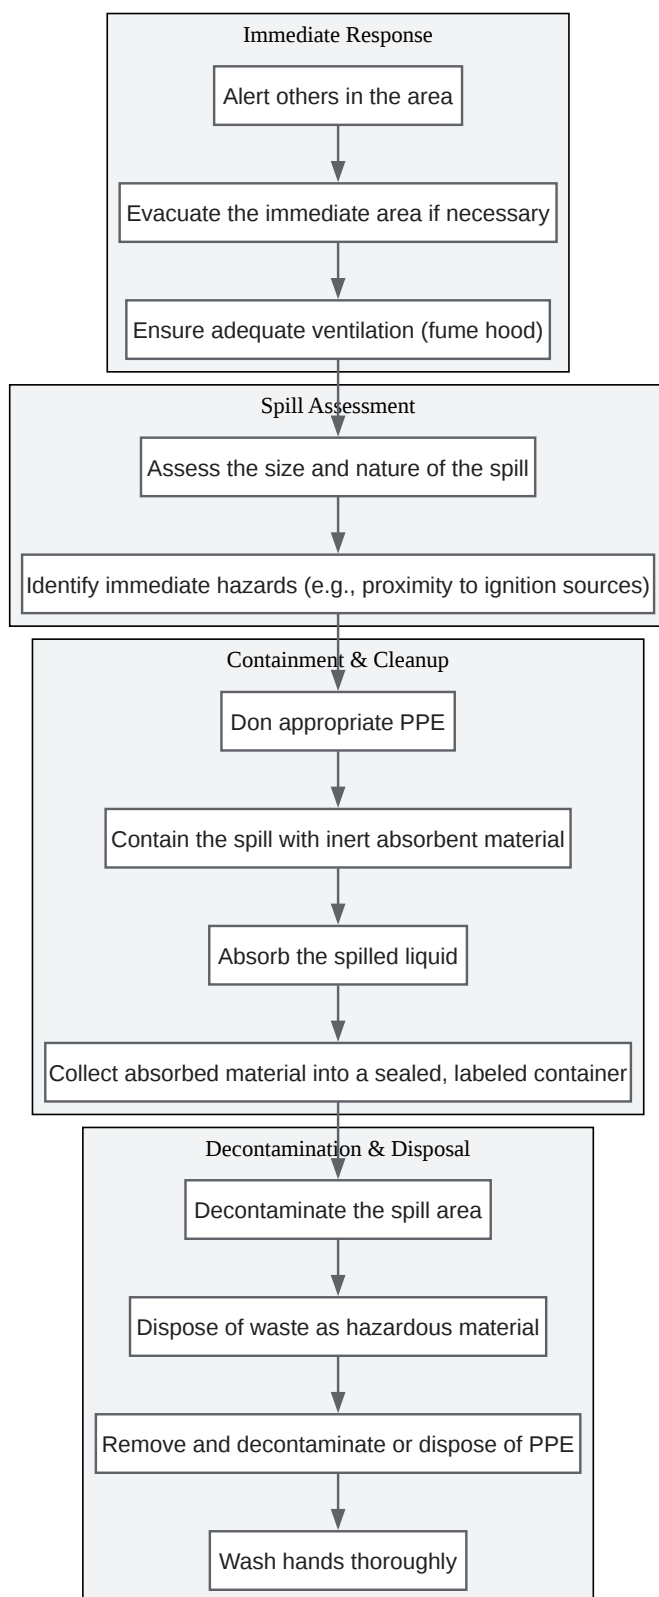 Immediate Response
Alert others in the area
Evacuate the immediate area if necessary
Ensure adequate ventilation (fume hood)
Spill Assessment
Assess the size and nature of the spill
Identify immediate hazards (e.g., proximity to ignition sources)
Containment & Cleanup
Don appropriate PPE
Contain the spill with inert absorbent material
Absorb the spilled liquid
Collect absorbed material into a sealed, labeled container
Decontamination & Disposal
Decontaminate the spill area
Dispose of waste as hazardous material
Remove and decontaminate or dispose of PPE
Wash hands thoroughly